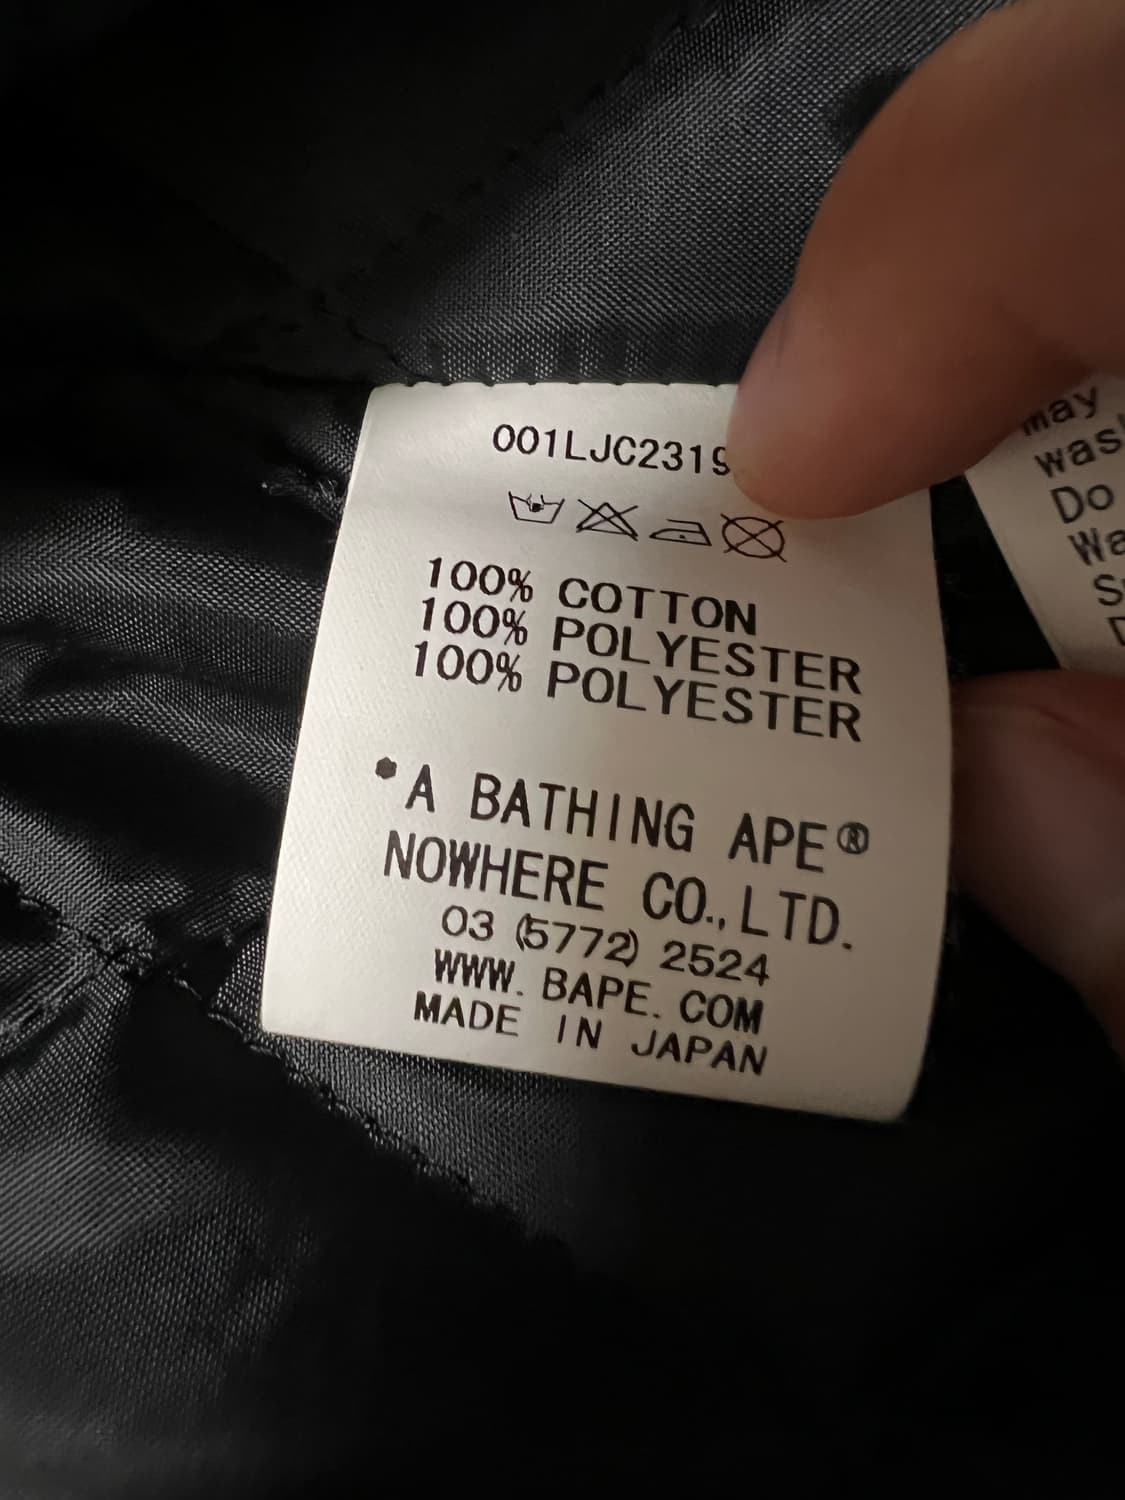 001LJC2319
100% COTTON
100% POLYESTER
100% POLYESTER
•A BATHING APE®
NOWHERE CO.,LTD.
03 (5772) 2524
WWW. BAPE. COM
MADE IN JAPAN
may
Do